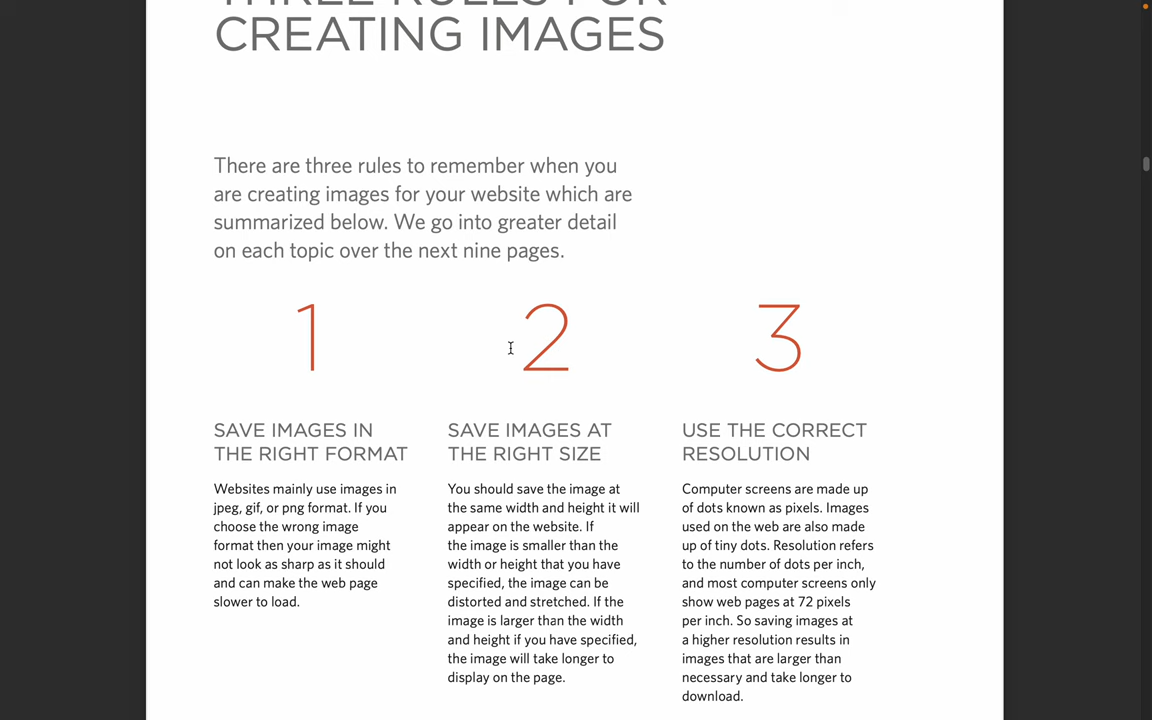 THREE RULES FOR
CREATING IMAGES
There are three rules to remember when you
are creating images for your website which are
summarized below. We go into greater detail
on each topic over the next nine pages.
1
2
3
SAVE IMAGES IN
THE RIGHT FORMAT
Websites mainly use images in
jpeg, gif, or png format. If you
choose the wrong image
format then your image might
not look as sharp as it should
and can make the web page
slower to load.
SAVE IMAGES AT
THE RIGHT SIZE
You should save the image at
the same width and height it will
appear on the website. If
the image is smaller than the
width or height that you have
specified, the image can be
distorted and stretched. If the
image is larger than the width
and height if you have specified,
the image will take longer to
display on the page.
USE THE CORRECT
RESOLUTION
Computer screens are made up
of dots known as pixels. Images
used on the web are also made
up of tiny dots. Resolution refers
to the number of dots per inch,
and most computer screens only
show web pages at 72 pixels
per inch. So saving images at
a higher resolution results in
images that are larger than
necessary and take longer to
download.